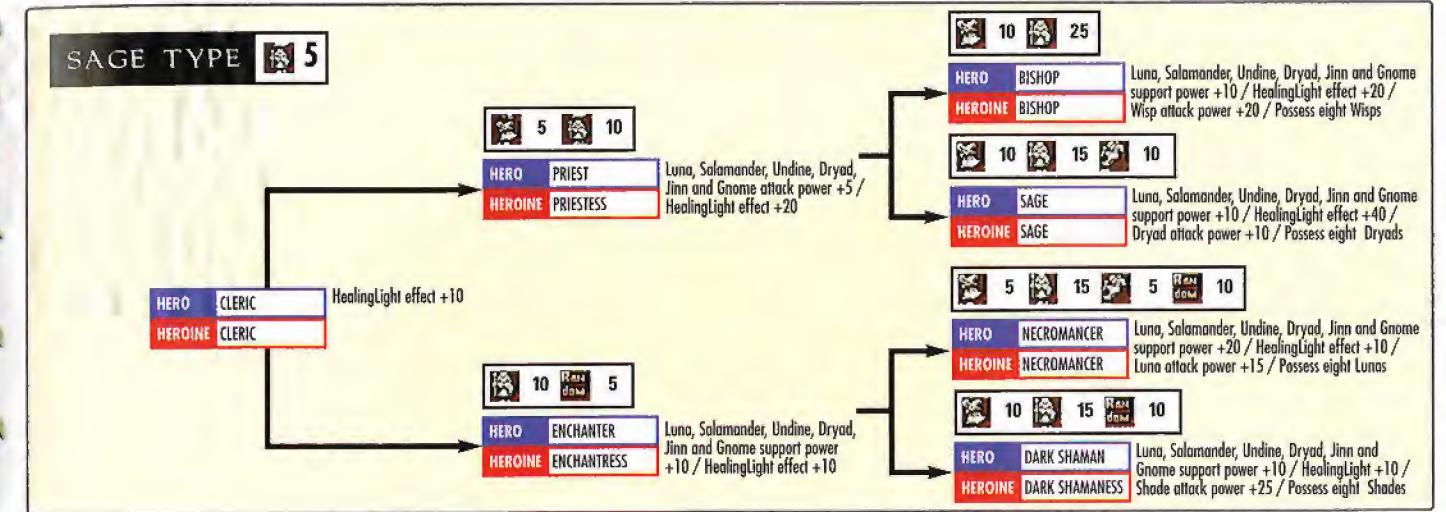 SAGE TYPE 5
HERO CLERIC
HEROINE CLERIC
HealingLight effect +10
5 10
HERO PRIEST
HEROINE PRIESTESS
Luna, Salamander, Undine, Dryad,
Jinn and Gnome attack power +5 /
HealingLight effect +20
10 RAN DOM 5
HERO ENCHANTER
HEROINE ENCHANTRESS
Luna, Salamander, Undine, Dryad,
Jinn and Gnome support power
+10 / HealingLight effect +10
10 25
HERO BISHOP
HEROINE BISHOP
Luna, Salamander, Undine, Dryad, Jinn and Gnome
support power +10 / HealingLight effect +20 /
Wisp attack power +20 / Possess eight Wisps
10 15 10
HERO SAGE
HEROINE SAGE
Luna, Salamander, Undine, Dryad, Jinn and Gnome
support power +10 / HealingLight effect +40 /
Dryad attack power +10 / Possess eight Dryads
5 15 5 RAN DOM 10
HERO NECROMANCER
HEROINE NECROMANCER
Luna, Salamander, Undine, Dryad, Jinn and Gnome
support power +20 / HealingLight effect +10 /
Luna attack power +15 / Possess eight Lunas
10 15 RAN DOM 10
HERO DARK SHAMAN
HEROINE DARK SHAMANESS
Luna, Salamander, Undine, Dryad, Jinn and
Gnome support power +10 / HealingLight +10 /
Shade attack power +25 / Possess eight Shades